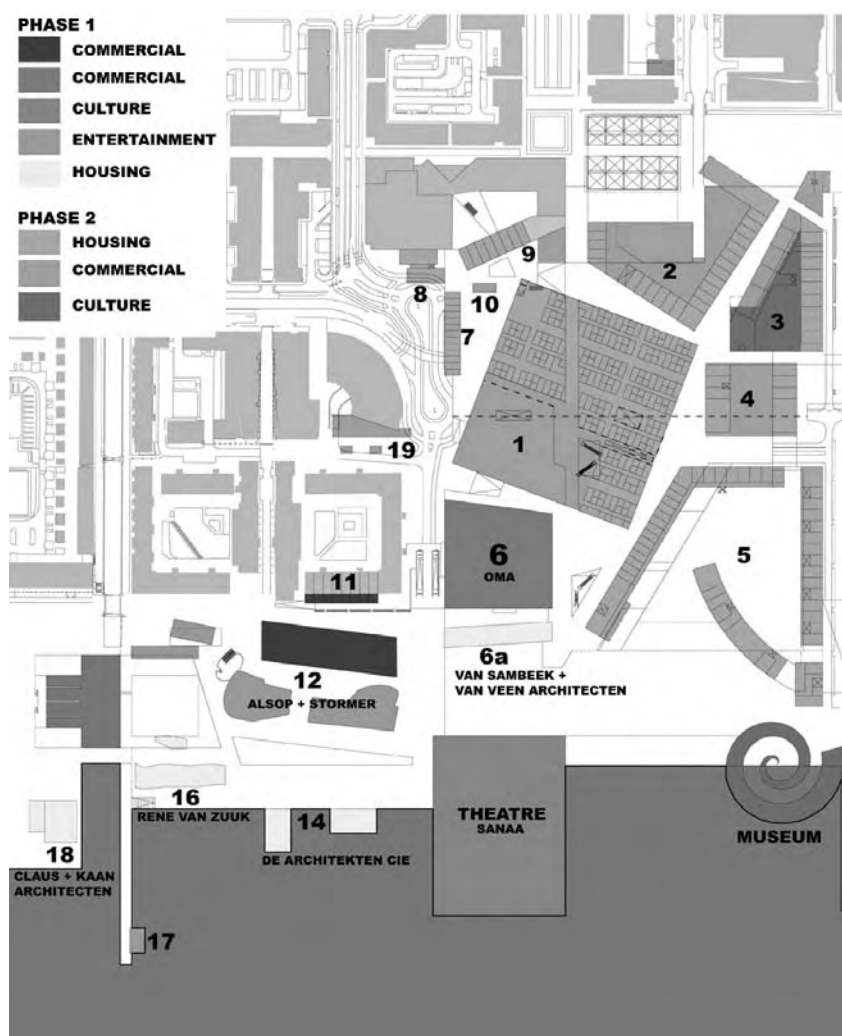 PHASE 1
COMMERCIAL
COMMERCIAL
CULTURE
ENTERTAINMENT
HOUSING
PHASE 2
HOUSING
COMMERCIAL
CULTURE
9
2
8
10
3
7
4
19
1
5
6
OMA
11
6a
VAN SAMBEEK +
VAN VEEN ARCHITECTEN
12
ALSOP + STORMER
16
RENE VAN ZUUK
14
DE ARCHITEKTEN CIE
THEATRE
SANAA
MUSEUM
18
CLAUS + KAAN
ARCHITECTEN
17